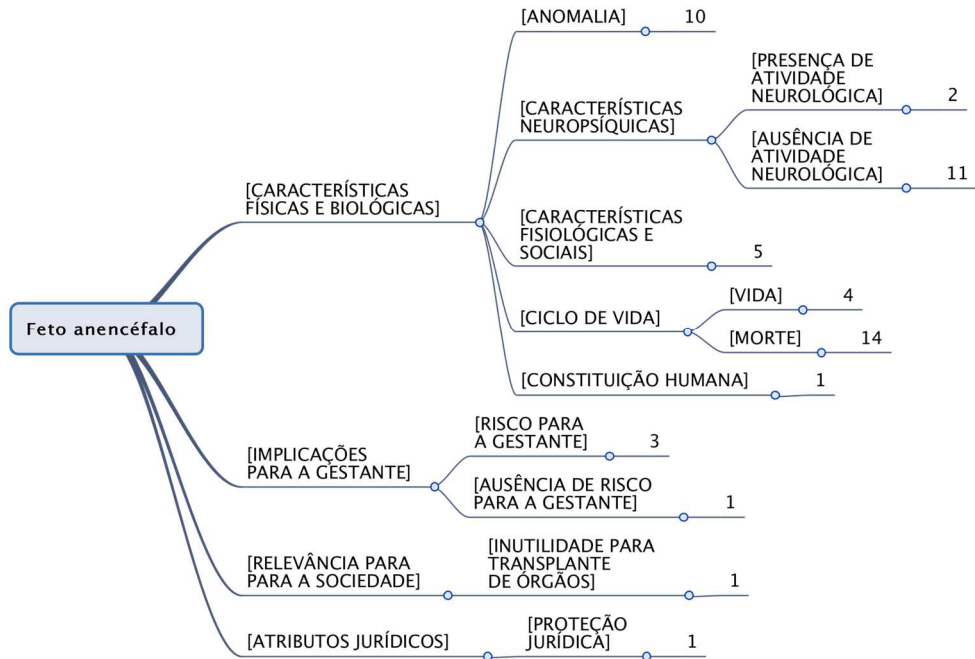 [ANOMALIA] 10
[PRESENÇA DE
ATIVIDADE
NEUROLÓGICA] 2
[CARACTERÍSTICAS
NEUROPSÍQUICAS]
[AUSÊNCIA DE
ATIVIDADE
NEUROLÓGICA] 11
[CARACTERÍSTICAS
FÍSICAS E BIOLÓGICAS]
[CARACTERÍSTICAS
FISIOLÓGICAS E
SOCIAIS] 5
[CICLO DE VIDA]
[VIDA] 4
[MORTE] 14
[CONSTITUIÇÃO HUMANA] 1
Feto anencéfalo
[IMPLICAÇÕES
PARA A GESTANTE]
[RISCO PARA
A GESTANTE] 3
[AUSÊNCIA DE RISCO
PARA A GESTANTE] 1
[RELEVÂNCIA PARA
PARA A SOCIEDADE]
[INUTILIDADE PARA
TRANSPLANTE
DE ÓRGÃOS] 1
[ATRIBUTOS JURÍDICOS]
[PROTEÇÃO
JURÍDICA] 1